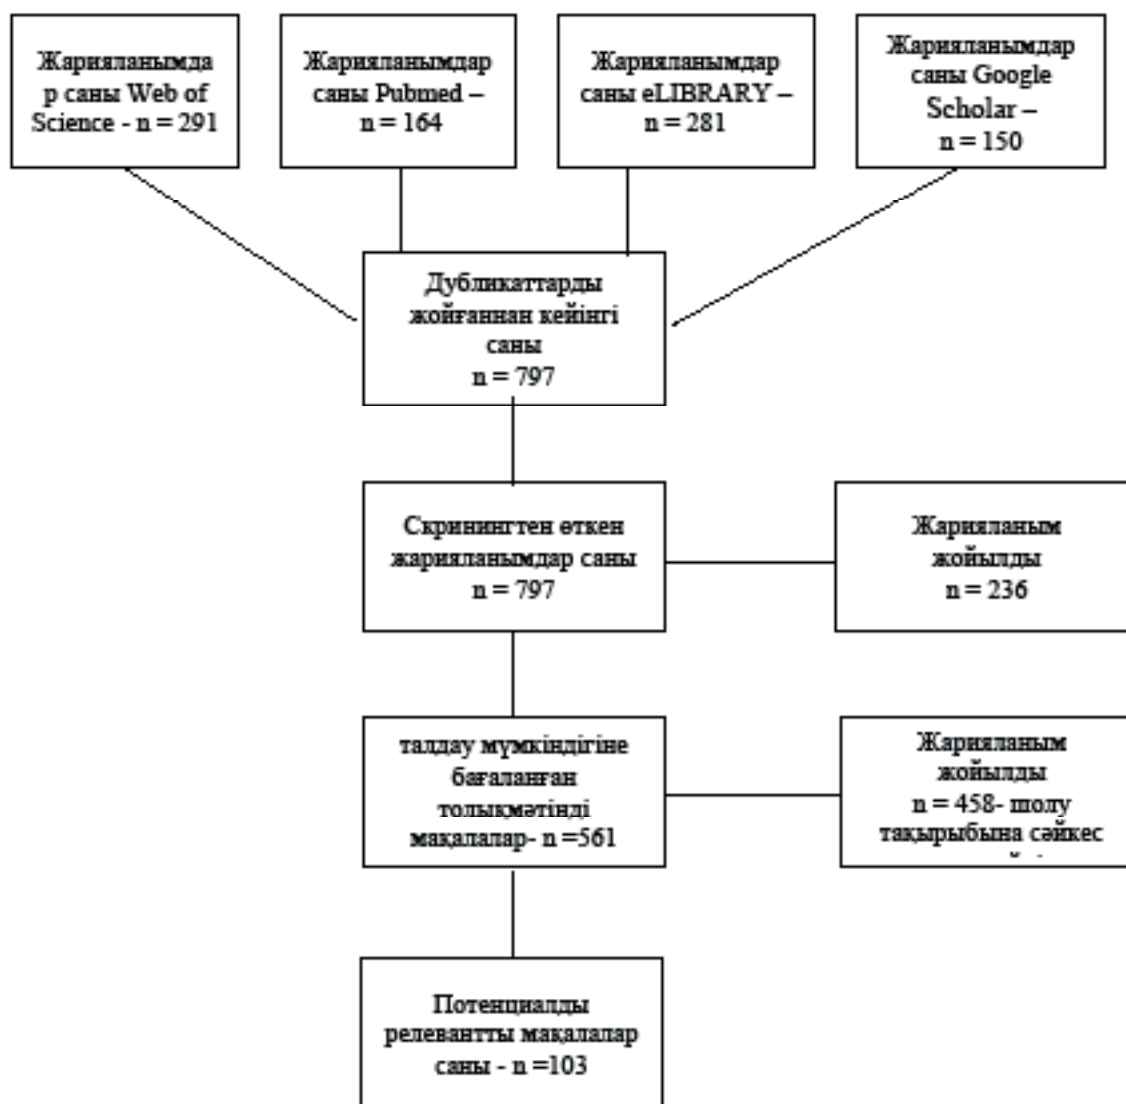 Жарияланымда
р саны Web of
Science - n = 291
Жарияланымдар
саны Pubmed –
n = 164
Жарияланымдар
саны eLIBRARY –
n = 281
Жарияланымдар
саны Google
Scholar –
n = 150
Дубликаттарды
жойғаннан кейінгі
саны
n = 797
Скринингтен өткен
жарияланымдар саны
n = 797
Жарияланым
жойылды
n = 236
талдау мүмкіндігіне
бағаланған
толықмәтінді
мақалалар- n =561
Жарияланым
жойылды
n = 458- шолу
тақырыбына сәйкес
Потенциалды
релевантты мақалалар
саны - n =103